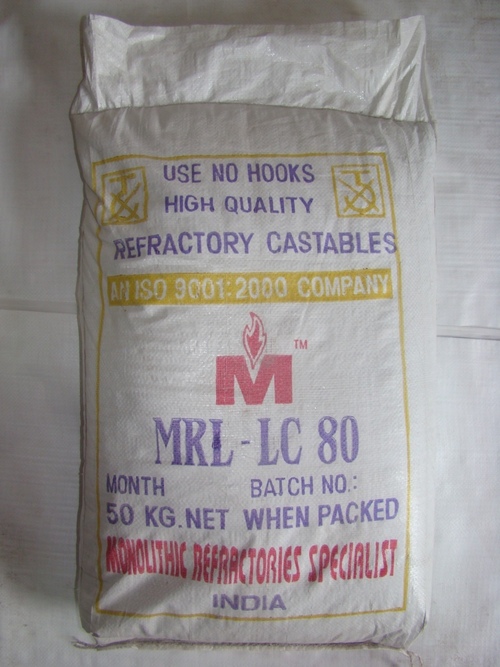 USE NO HOOKS
HIGH QUALITY
REFRACTORY CASTABLES
AN ISO 9001:2000 COMPANY
M TM
MRL - LC 80
MONTH BATCH NO.:
50 KG.NET WHEN PACKED
MONOLITHIC REFRACTORIES SPECIALIST
INDIA